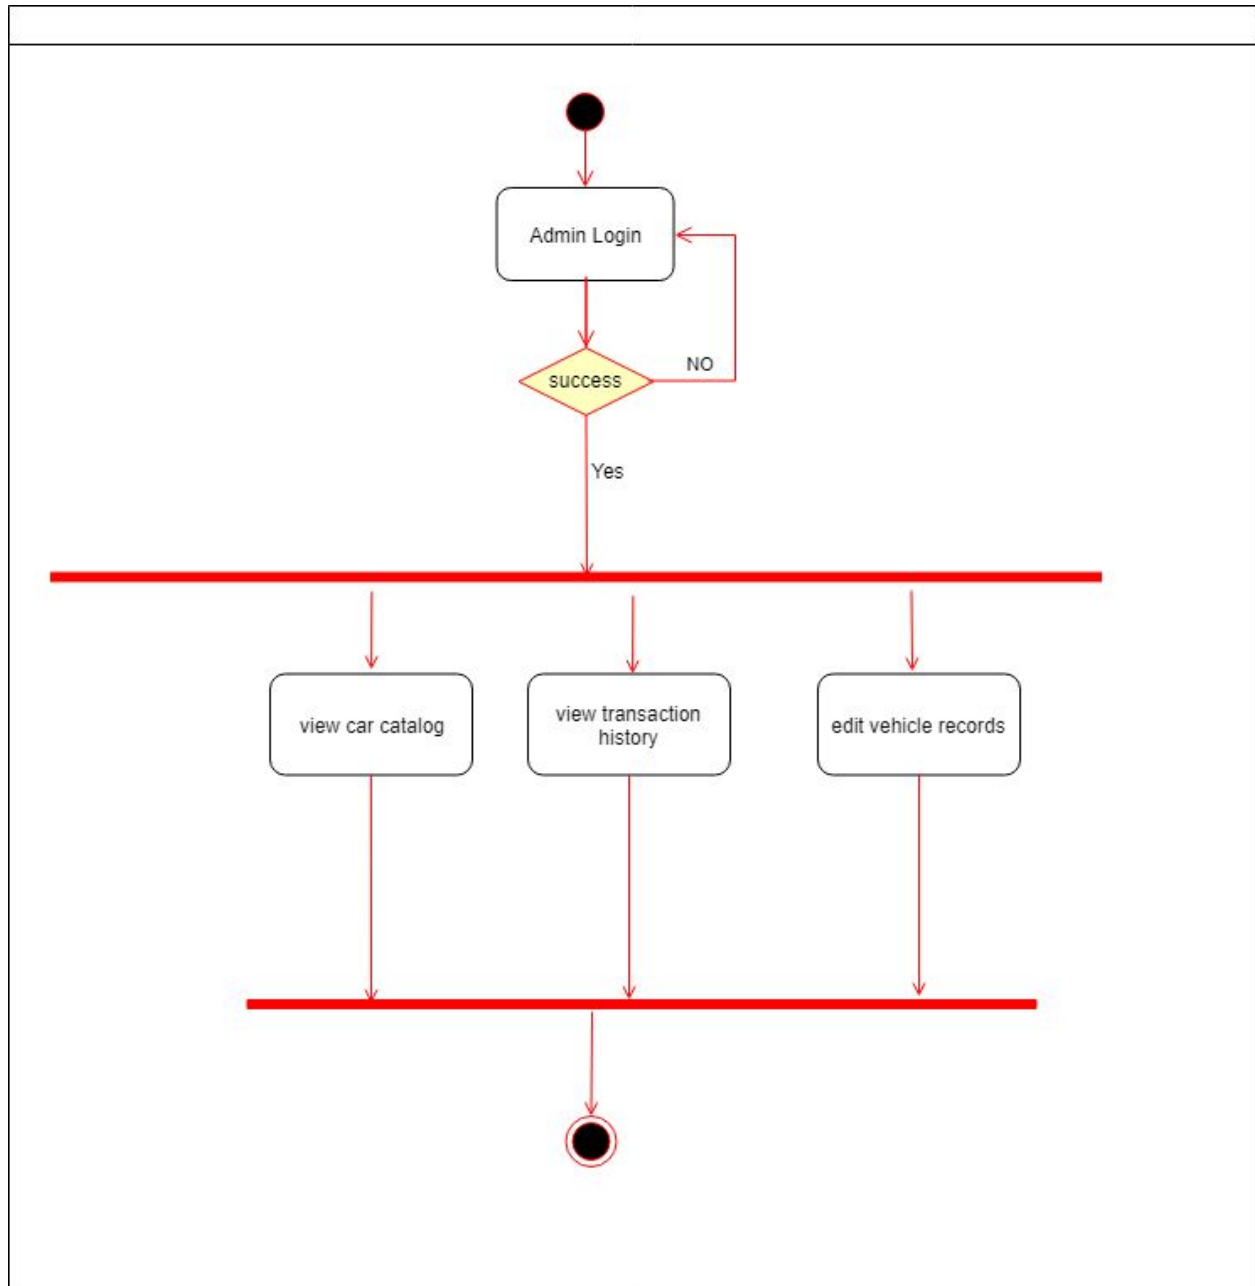 Admin Login
success
NO
Yes
view car catalog
view transaction
history
edit vehicle records